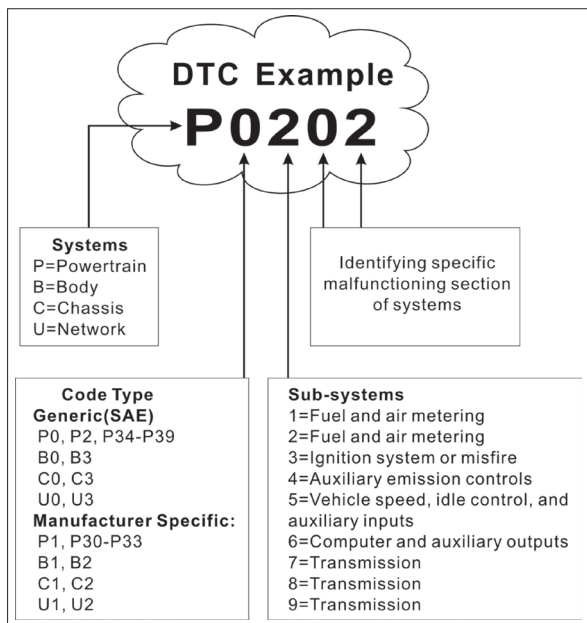 DTC Example
P0202
Systems
P=Powertrain
B=Body
C=Chassis
U=Network
Identifying specific
malfunctioning section
of systems
Code Type
Generic(SAE)
P0, P2, P34-P39
B0, B3
C0, C3
U0, U3
Manufacturer Specific:
P1, P30-P33
B1, B2
C1, C2
U1, U2
Sub-systems
1=Fuel and air metering
2=Fuel and air metering
3=Ignition system or misfire
4=Auxiliary emission controls
5=Vehicle speed, idle control, and
auxiliary inputs
6=Computer and auxiliary outputs
7=Transmission
8=Transmission
9=Transmission